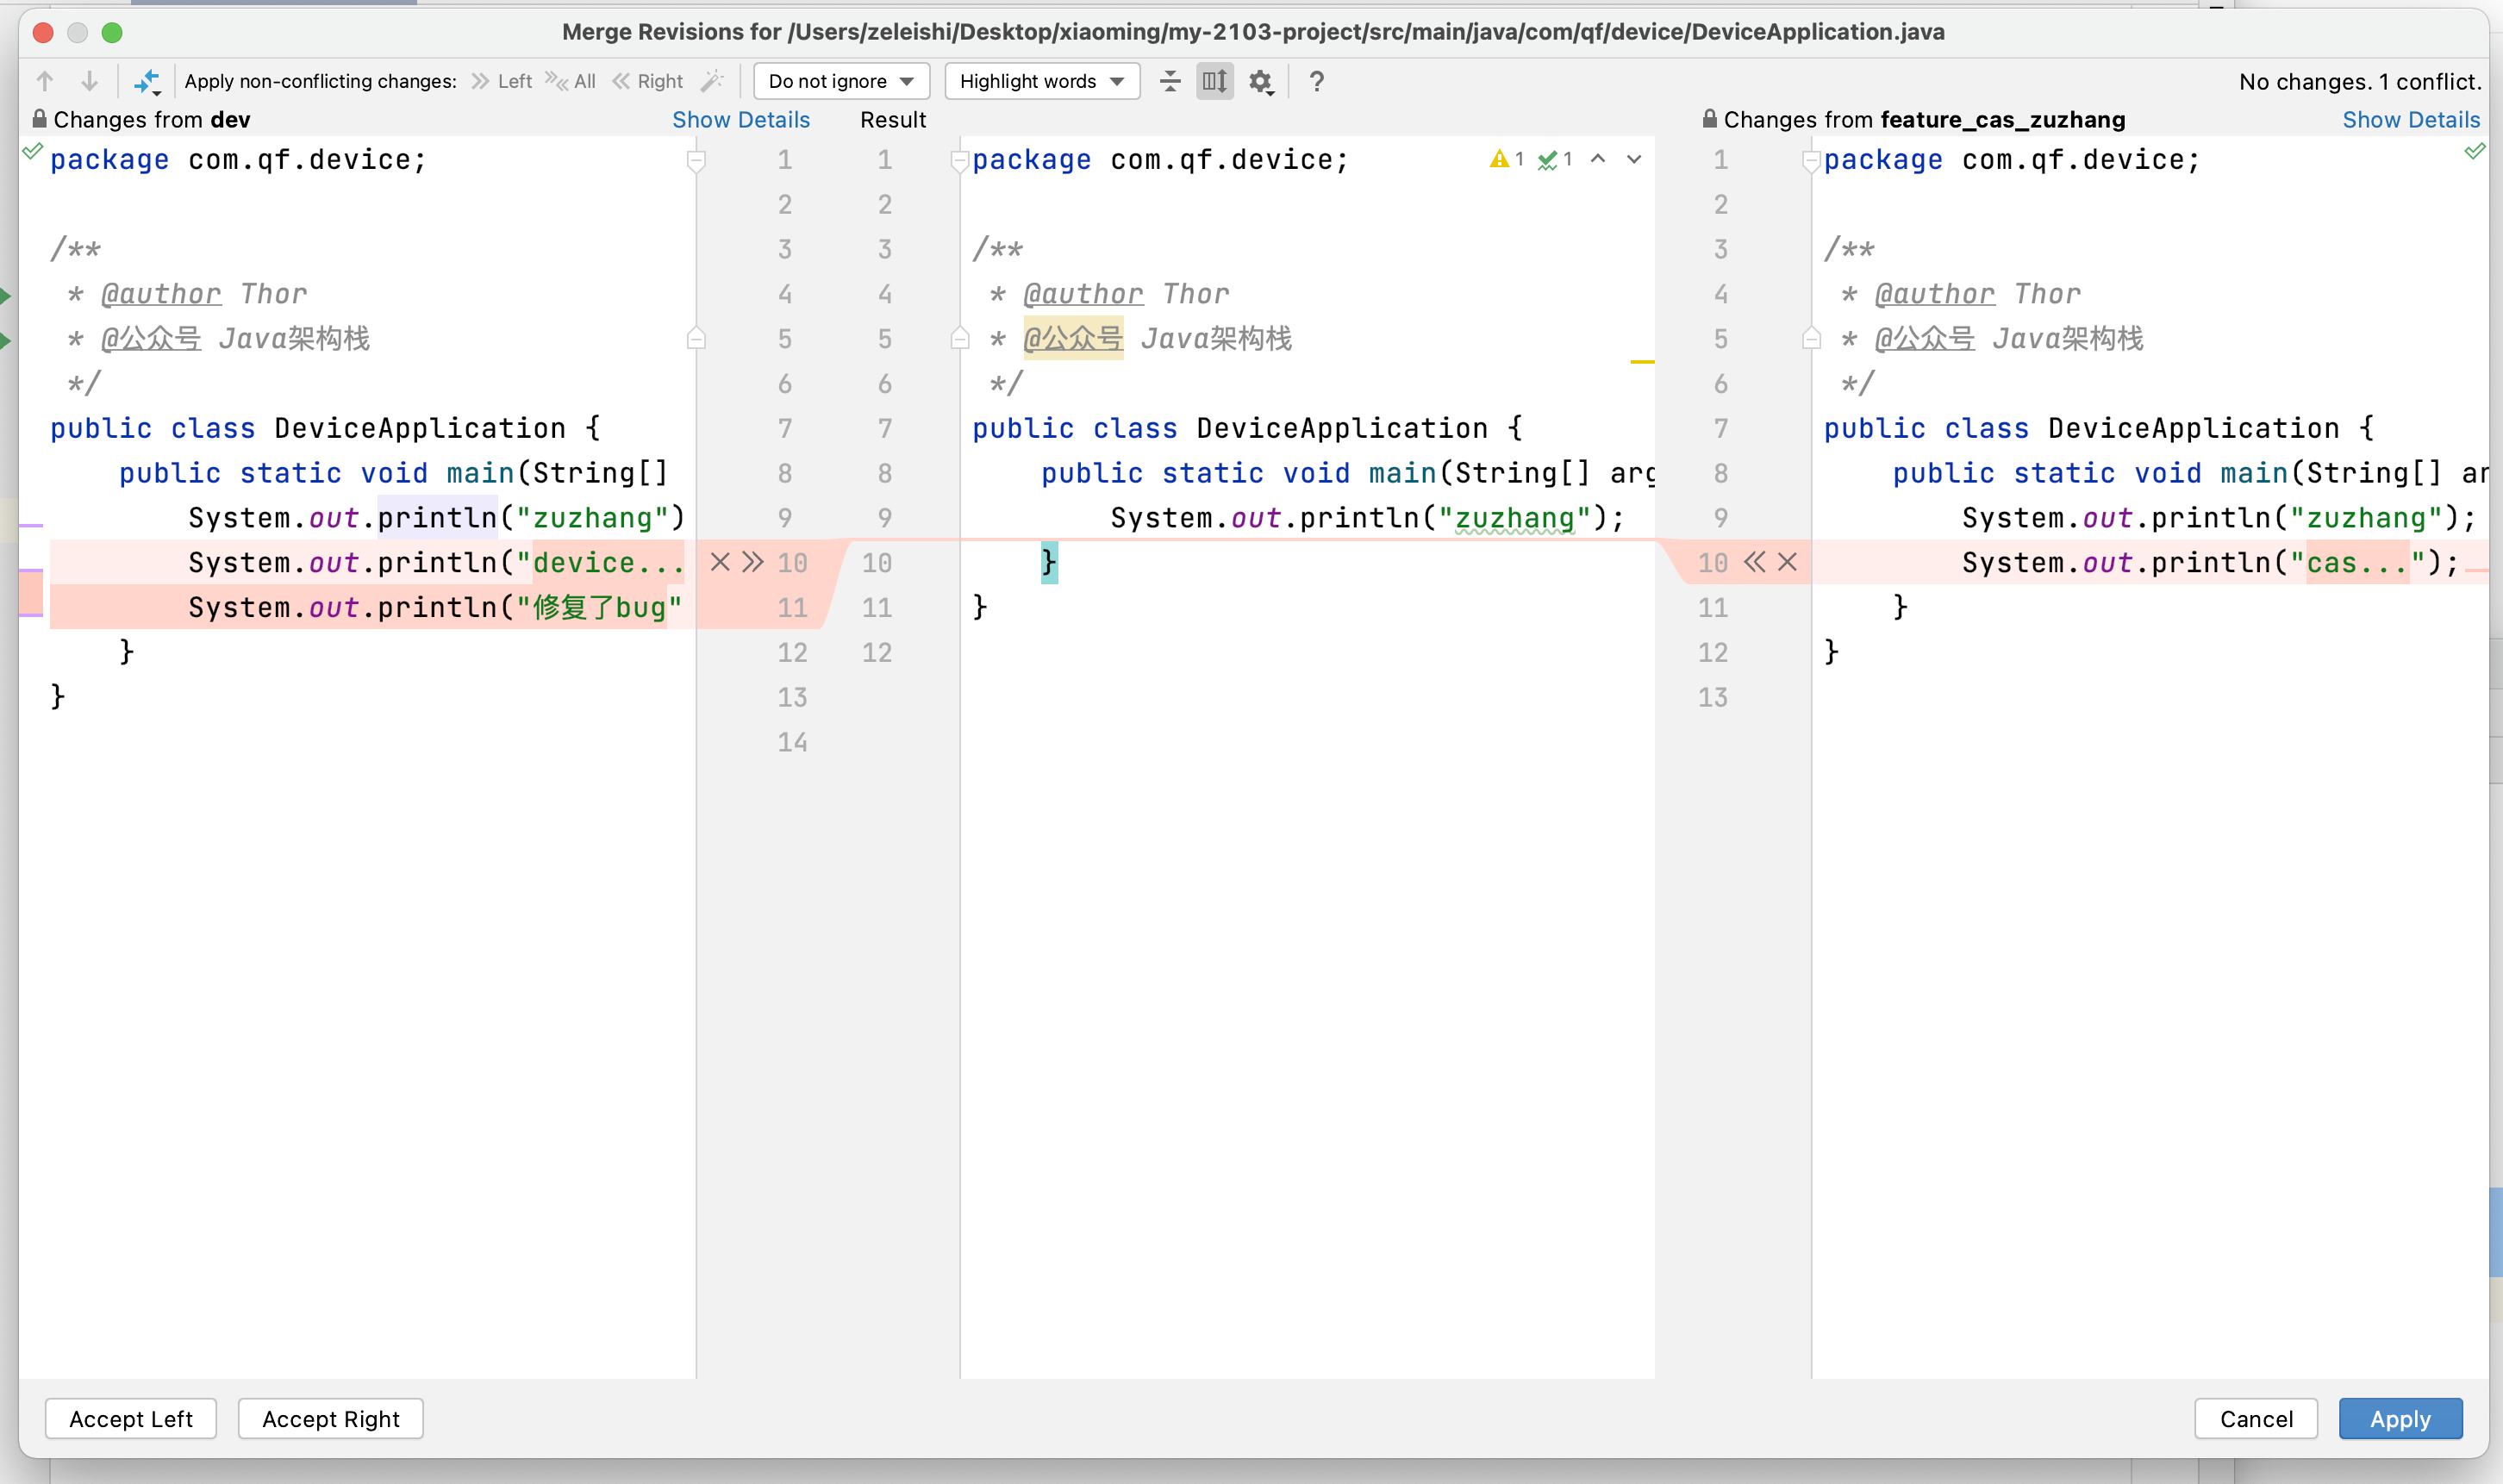 Merge Revisions for /Users/zeleishi/Desktop/xiaoming/my-2103-project/src/main/java/com/qf/device/DeviceApplication.java
Apply non-conflicting changes: Left All Right Do not ignore Highlight words ? No changes. 1 conflict.
Changes from dev Show Details Result Changes from feature_cas_zuzhang Show Details
package com.qf.device; 1
2
/** 3
* @author Thor 4
* @公众号 Java架构栈 5
*/ 6
public class DeviceApplication { 7
public static void main(String[] 8
System.out.println("zuzhang") 9
System.out.println("device... 10
System.out.println("修复了bug" 11
} 12
} 13
14
1 package com.qf.device; 1 1
2
3 /**
4 * @author Thor
5 * @公众号 Java架构栈
6 */
7 public class DeviceApplication {
8 public static void main(String[] arg
9 System.out.println("zuzhang");
10 }
11 }
12
1 package com.qf.device;
2
3 /**
4 * @author Thor
5 * @公众号 Java架构栈
6 */
7 public class DeviceApplication {
8 public static void main(String[] ar
9 System.out.println("zuzhang");
10 System.out.println("cas...");
11 }
12 }
13
Accept Left Accept Right Cancel Apply